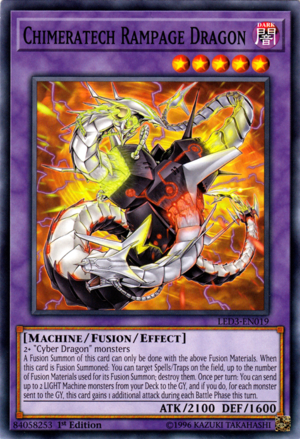 CHIMERATECH RAMPAGE DRAGON
DARK
闇
LED3-EN019
[MACHINE/FUSION/EFFECT]
2+ "Cyber Dragon" monsters
A Fusion Summon of this card can only be done with the above Fusion Materials. When
this card is Fusion Summoned: You can target Spells/Traps on the field, up to the number
of Fusion Materials used for its Fusion Summon; destroy them. Once per turn: You can send
up to 2 LIGHT Machine monsters from your Deck to the GY, and if you do, for each monster
sent to the GY, this card gains 1 additional attack during each Battle Phase this turn.
ATK/2100 DEF/1600
84058253 1st Edition ©1996 KAZUKI TAKAHASHI